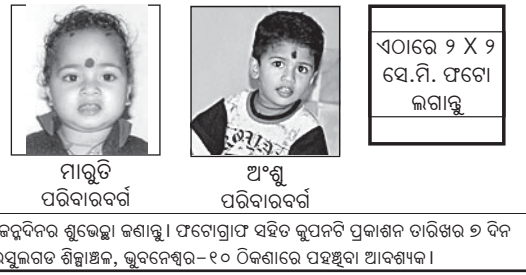 ଏଠାରେ ୨ X ୨
ସେ.ମି. ଫଟୋ
ଲଗାନ୍ତୁ
ମାରୁତି
ପରିବାରବର୍ଗ
ଅଂଶୁ
ପରିବାରବର୍ଗ
ଜନ୍ମଦିନର ଶୁଭେଚ୍ଛା ଜଣାନ୍ତୁ। ଫଟୋଗ୍ରାଫ ସହିତ କୁପନଟି ପ୍ରକାଶନ ତାରିଖର ୭ ଦିନ
ରସୁଲଗଡ ଶିଳ୍ପାଞ୍ଚଳ, ଭୁବନେଶ୍ୱର-୧୦ ଠିକଣାରେ ପହଞ୍ଚିବା ଆବଶ୍ୟକ।